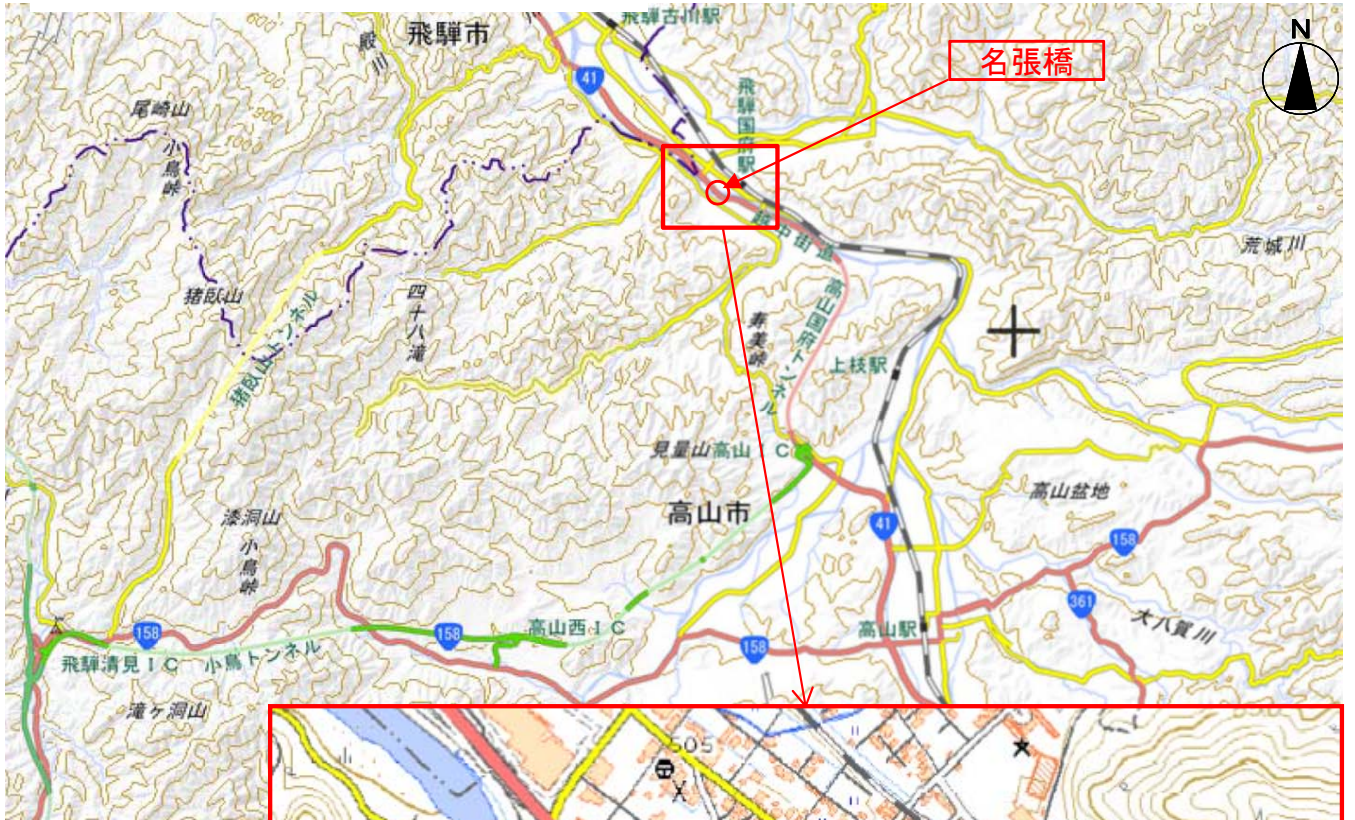 飛騨古川駅
飛騨市
殿川
N
名張橋
41
飛騨国府駅
尾崎山
小鳥峠
越中街道
荒城川
猪臥山
四十八滝
猪臥山トンネル
寿美峠
高山国府トンネル
上枝駅
見量山
高山IC
高山盆地
高山市
漆洞山
小鳥峠
41
158
361
大八賀川
158
158
高山西IC
高山駅
158
飛騨清見IC
小鳥トンネル
滝ヶ洞山
505